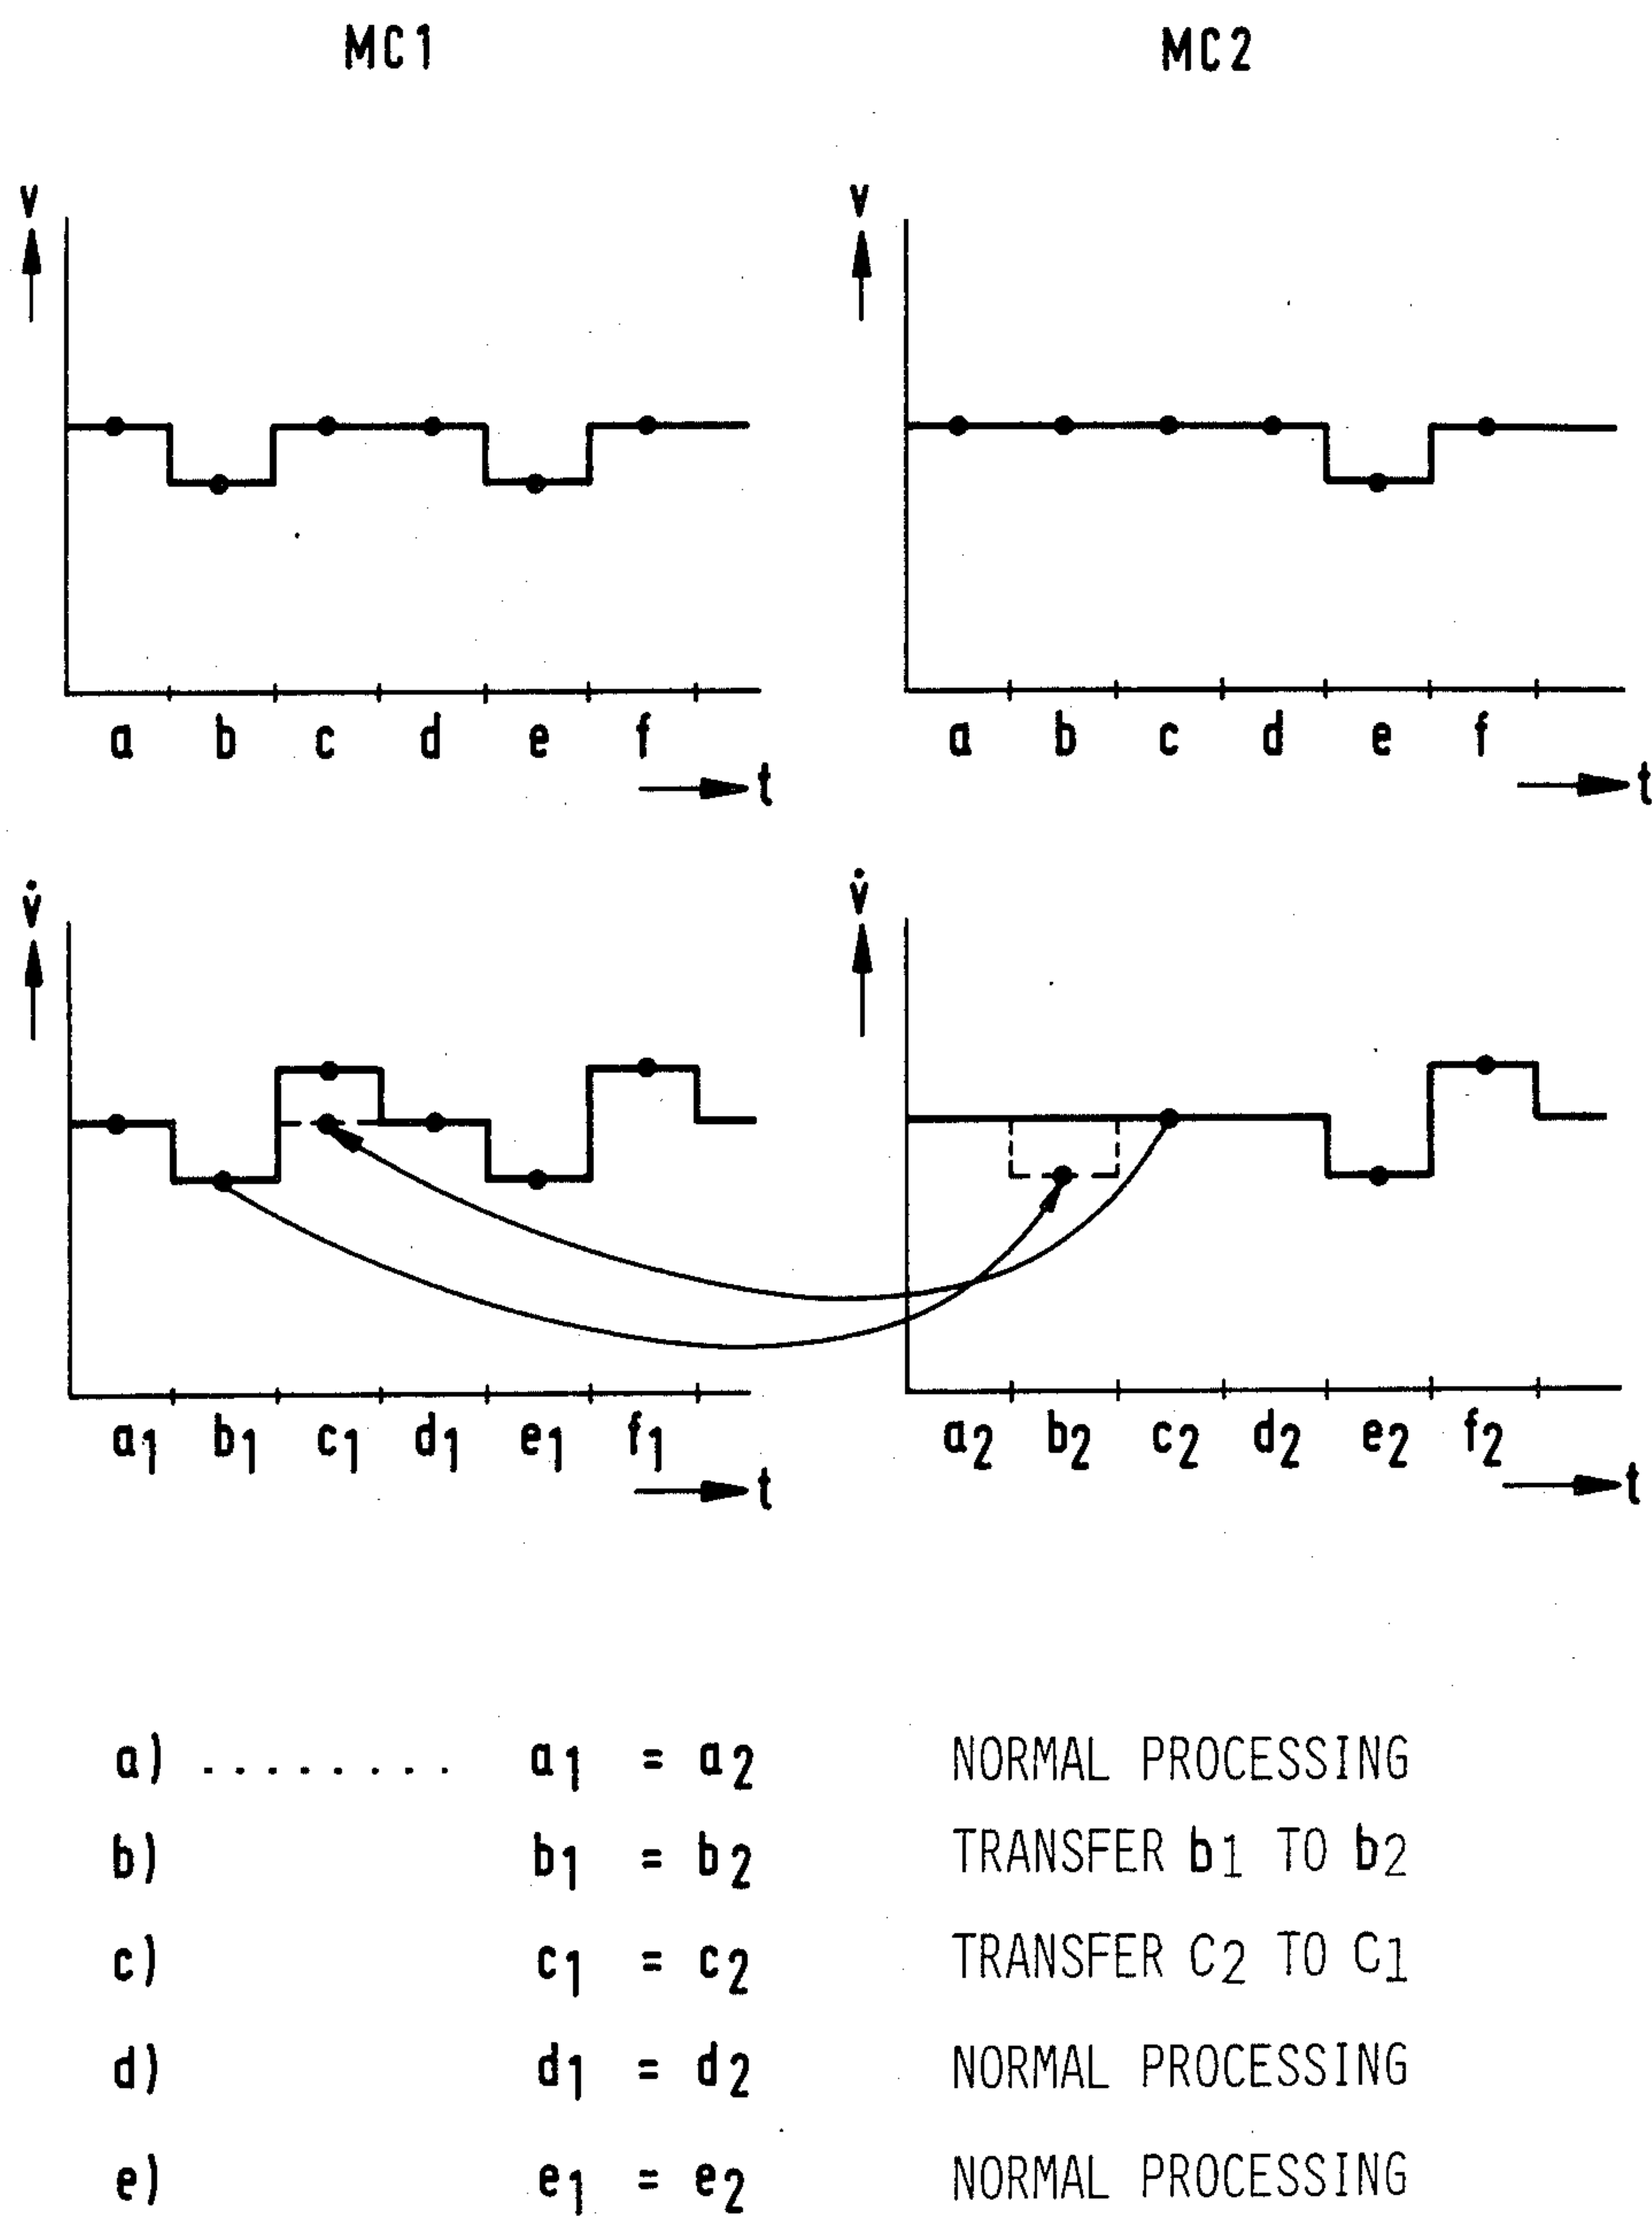 MC1 MC2
v v
a b c d e f a b c d e f
t t
v̇ v̇
a1 b1 c1 d1 e1 f1 a2 b2 c2 d2 e2 f2
t t
a) ........ a1 = a2 NORMAL PROCESSING
b) b1 = b2 TRANSFER b1 TO b2
c) c1 = c2 TRANSFER C2 TO C1
d) d1 = d2 NORMAL PROCESSING
e) e1 = e2 NORMAL PROCESSING